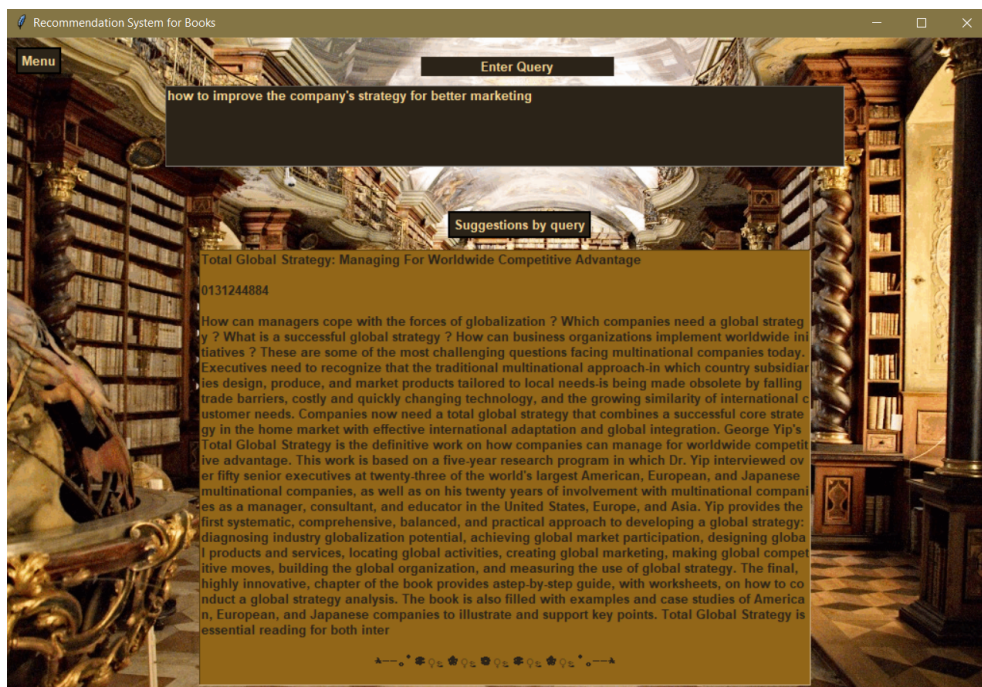 Recommendation System for Books
Menu
Enter Query
how to improve the company's strategy for better marketing
Suggestions by query
Total Global Strategy: Managing For Worldwide Competitive Advantage
0131244884
How can managers cope with the forces of globalization ? Which companies need a global strateg
y ? What is a successful global strategy ? How can business organizations implement worldwide ini
tiatives ? These are some of the most challenging questions facing multinational companies today.
Executives need to recognize that the traditional multinational approach-in which country subsidiar
ies design, produce, and market products tailored to local needs-is being made obsolete by falling
trade barriers, costly and quickly changing technology, and the growing similarity of international c
ustomer needs. Companies now need a total global strategy that combines a successful core strate
gy in the home market with effective international adaptation and global integration. George Yip's
Total Global Strategy is the definitive work on how companies can manage for worldwide competit
ive advantage. This work is based on a five-year research program in which Dr. Yip interviewed ov
er fifty senior executives at twenty-three of the world's largest American, European, and Japanese
multinational companies, as well as on his twenty years of involvement with multinational compani
es as a manager, consultant, and educator in the United States, Europe, and Asia. Yip provides the
first systematic, comprehensive, balanced, and practical approach to developing a global strategy:
diagnosing industry globalization potential, achieving global market participation, designing globa
l products and services, locating global activities, creating global marketing, making global compet
itive moves, building the global organization, and measuring the use of global strategy. The final,
highly innovative, chapter of the book provides astep-by-step guide, with worksheets, on how to co
nduct a global strategy analysis. The book is also filled with examples and case studies of America
n, European, and Japanese companies to illustrate and support key points. Total Global Strategy is
essential reading for both inter